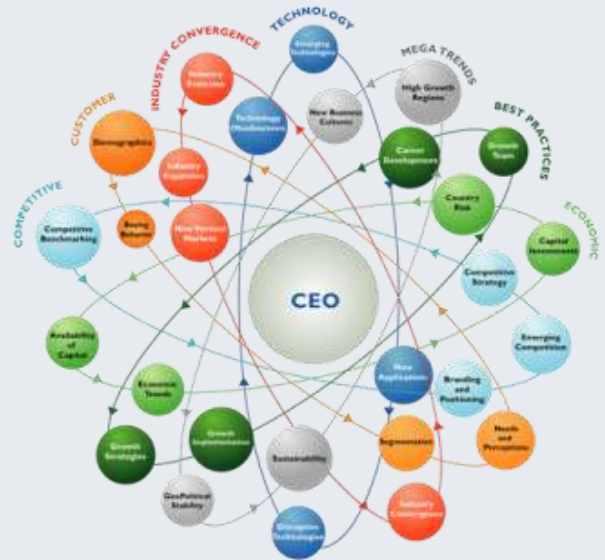 TECHNOLOGY
INDUSTRY CONVERGENCE
MEGA TRENDS
CUSTOMER
BEST PRACTICES
COMPETITIVE
ECONOMIC
Emerging
Technologies
Industry
Evolution
High Growth
Regions
New Business
Cultures
Technology
Obsolescence
Demographics
Career
Development
Growth
Team
Industry
Expansion
Country
Risk
Buying
Behavior
New Vertical
Markets
Competitive
Benchmarking
Capital
Investments
Competitive
Strategy
CEO
Availability
of
Capital
Emerging
Competition
Economic
Trends
New
Applications
Branding
and
Positioning
Growth
Strategies
Growth
Implementation
Segmentation
Needs
and
Perceptions
Sustainability
GeoPolitical
Stability
Industry
Convergence
Disruptive
Technologies